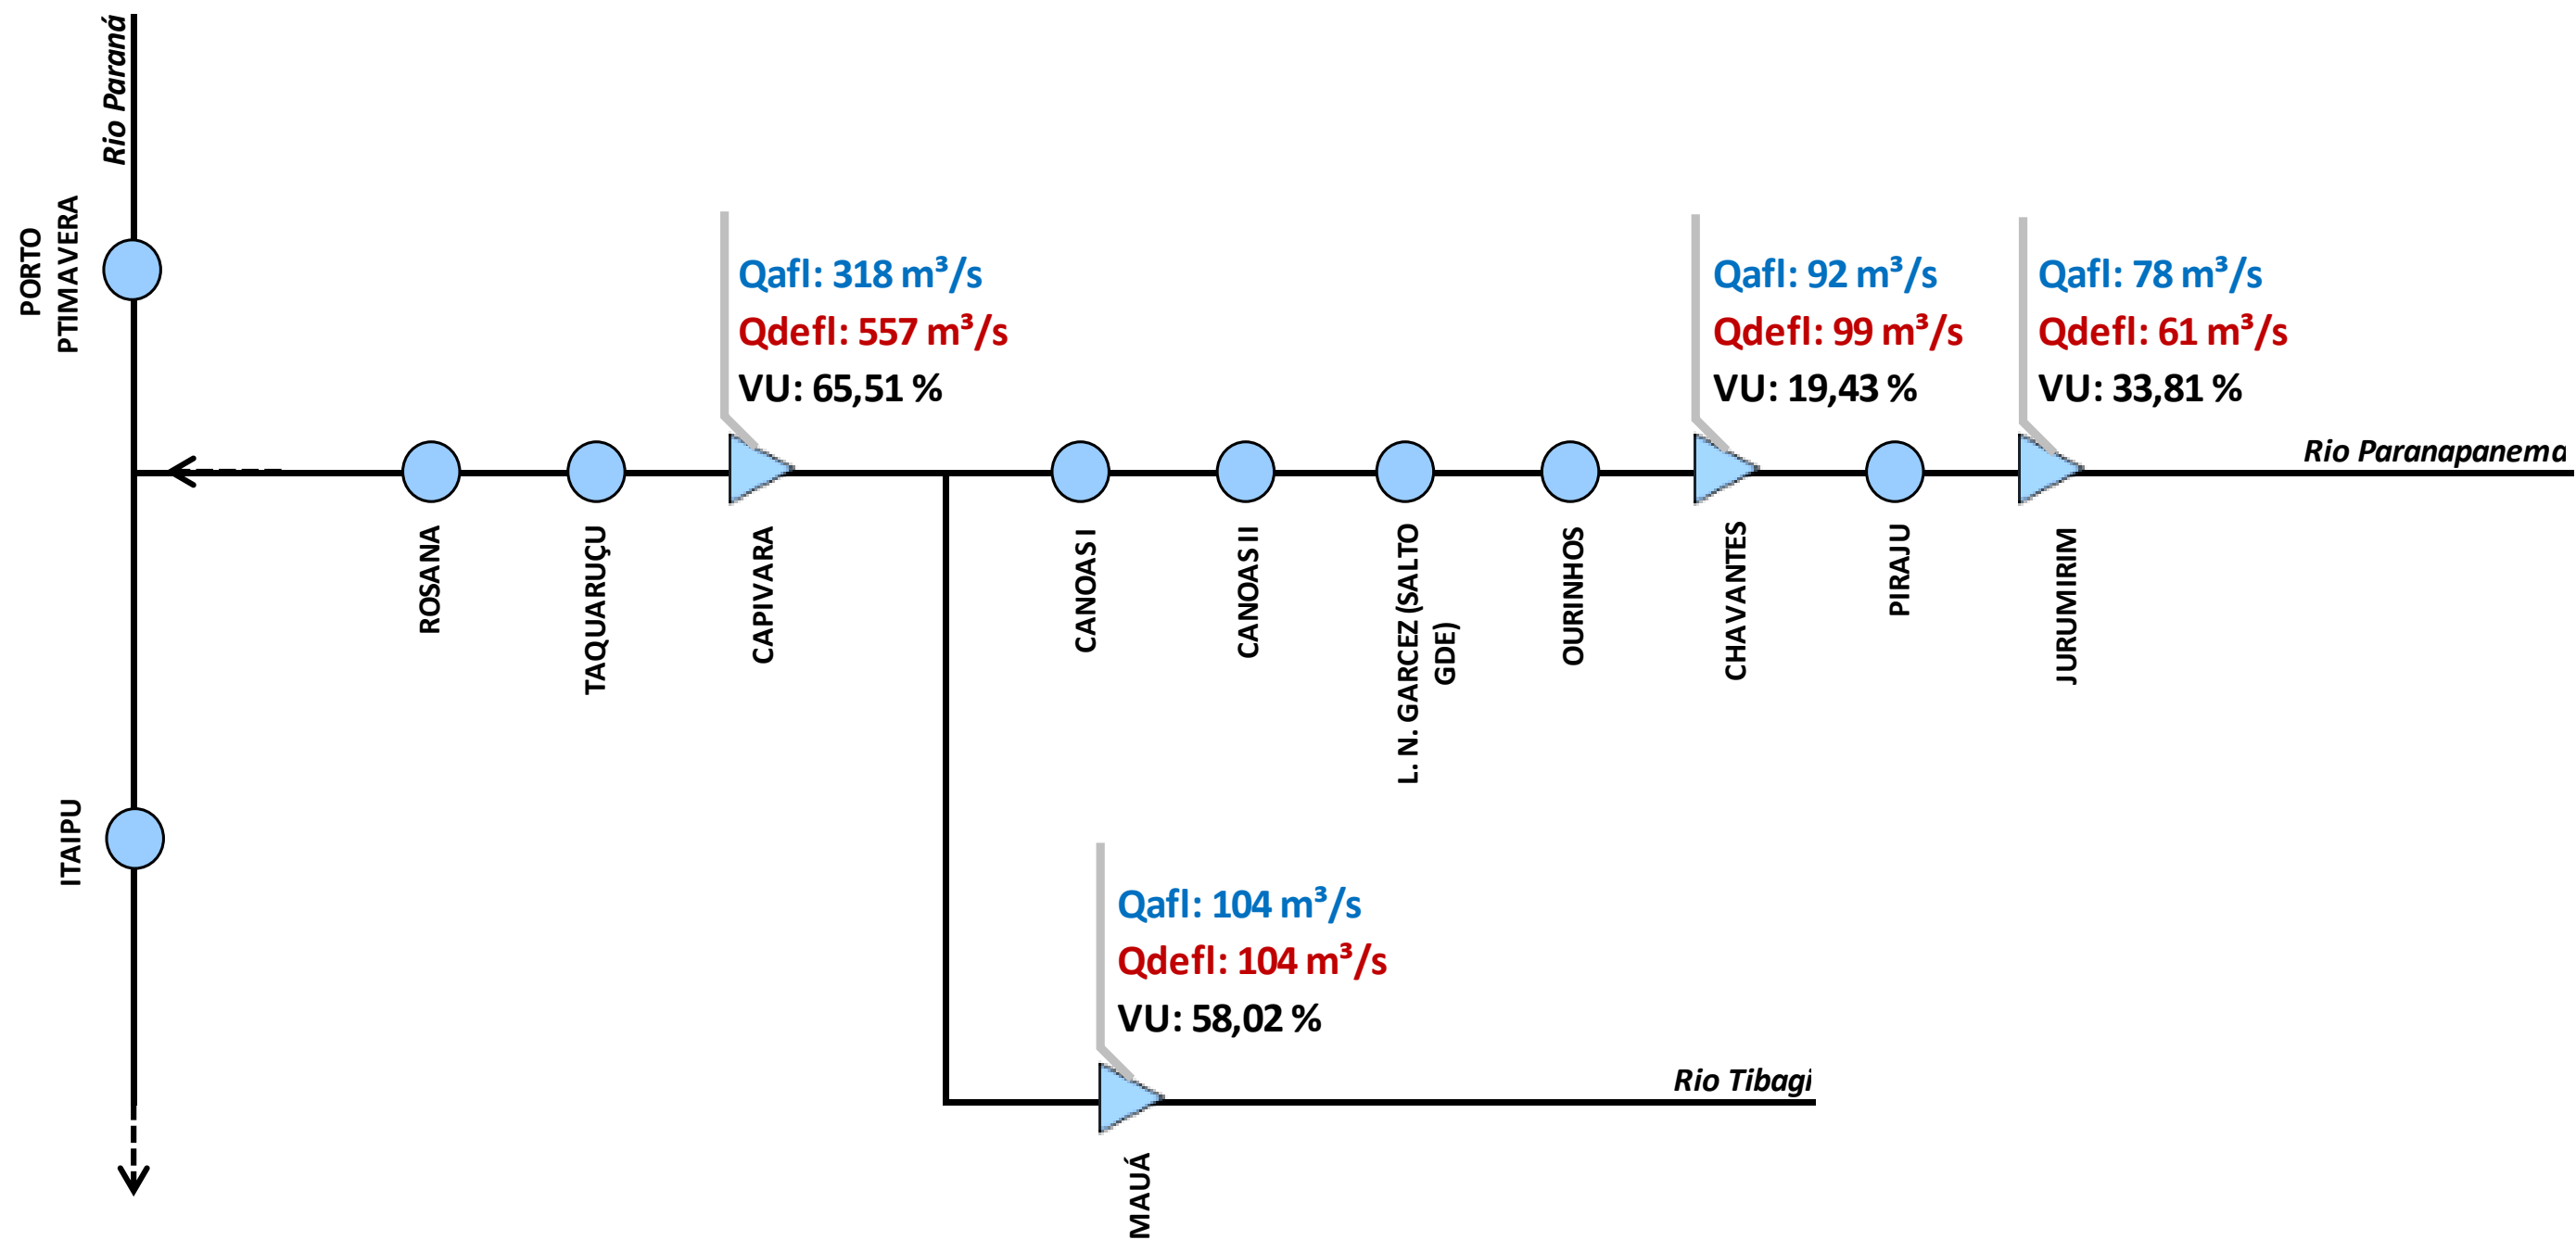 Rio Paraná
PORTO
PTIMAVERA
Qafl: 318 m³/s
Qdefl: 557 m³/s
VU: 65,51 %
Qafl: 92 m³/s
Qdefl: 99 m³/s
VU: 19,43 %
Qafl: 78 m³/s
Qdefl: 61 m³/s
VU: 33,81 %
Rio Paranapanema
ROSANA
TAQUARUÇU
CAPIVARA
CANOAS I
CANOAS II
L. N. GARCEZ (SALTO
GDE)
OURINHOS
CHAVANTES
PIRAJU
JURUMIRIM
ITAIPU
Qafl: 104 m³/s
Qdefl: 104 m³/s
VU: 58,02 %
Rio Tibagi
MAUÁ